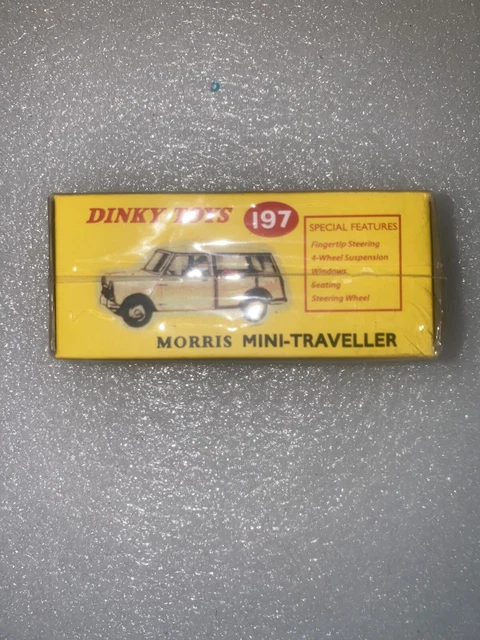 DINKY TOYS 197
SPECIAL FEATURES
Fingertip Steering
4-Wheel Suspension
Windows
Seating
Steering Wheel
MORRIS MINI-TRAVELLER